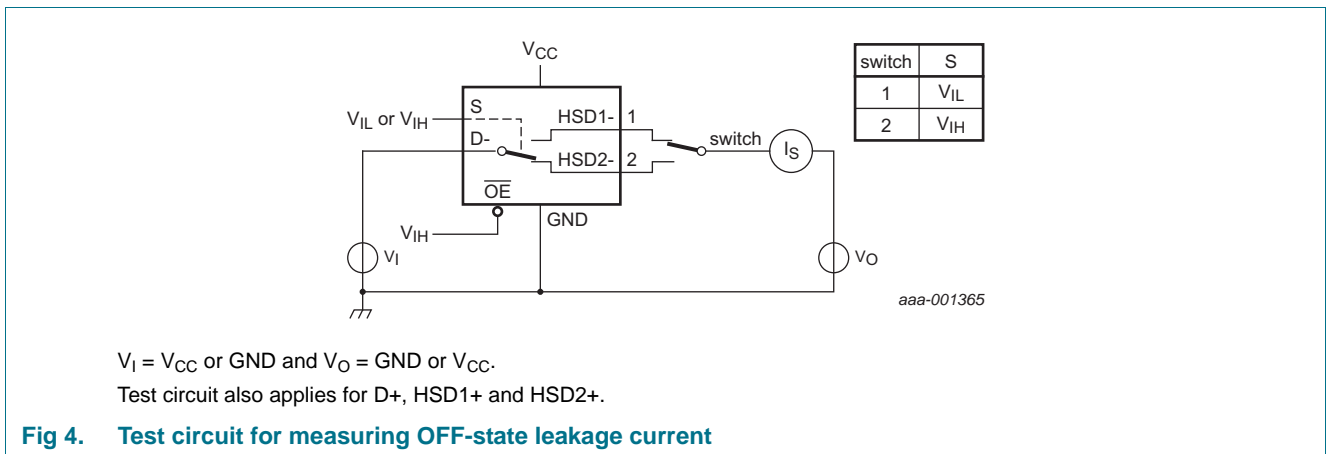 VCC
switch S
1 VIL
2 VIH
VIL or VIH
S
HSD1- 1
D-
switch
IS
HSD2- 2
OE
GND
VIH
VI
VO
aaa-001365
VI = VCC or GND and VO = GND or VCC.
Test circuit also applies for D+, HSD1+ and HSD2+.
Fig 4. Test circuit for measuring OFF-state leakage current